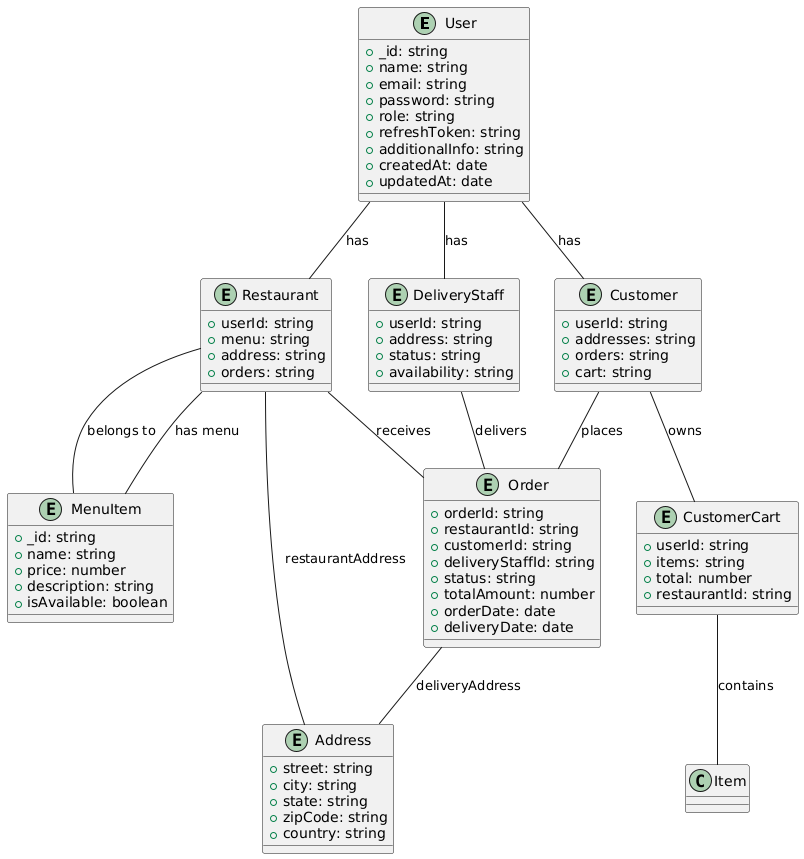 E User
+ _id: string
+ name: string
+ email: string
+ password: string
+ role: string
+ refreshToken: string
+ additionalInfo: string
+ createdAt: date
+ updatedAt: date
has
has
has
E Restaurant
userId: string
menu: string
address: string
orders: string
E DeliveryStaff
userId: string
address: string
status: string
availability: string
E Customer
userId: string
addresses: string
orders: string
cart: string
belongs to
has menu
receives
delivers
places
owns
E MenuItem
_id: string
name: string
price: number
description: string
isAvailable: boolean
restaurantAddress
E Order
orderId: string
restaurantId: string
customerId: string
deliveryStaffId: string
status: string
totalAmount: number
orderDate: date
deliveryDate: date
E CustomerCart
userId: string
items: string
total: number
restaurantId: string
deliveryAddress
contains
E Address
street: string
city: string
state: string
zipCode: string
country: string
C Item